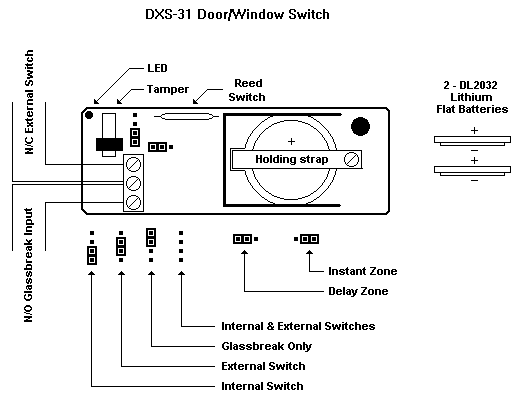 DXS-31 Door/Window Switch
LED
Tamper
Reed
Switch
2 - DL2032
Lithium
Flat Batteries
N/C External Switch
Holding strap
+
+
−
+
−
N/O Glassbreak Input
Instant Zone
Delay Zone
Internal & External Switches
Glassbreak Only
External Switch
Internal Switch